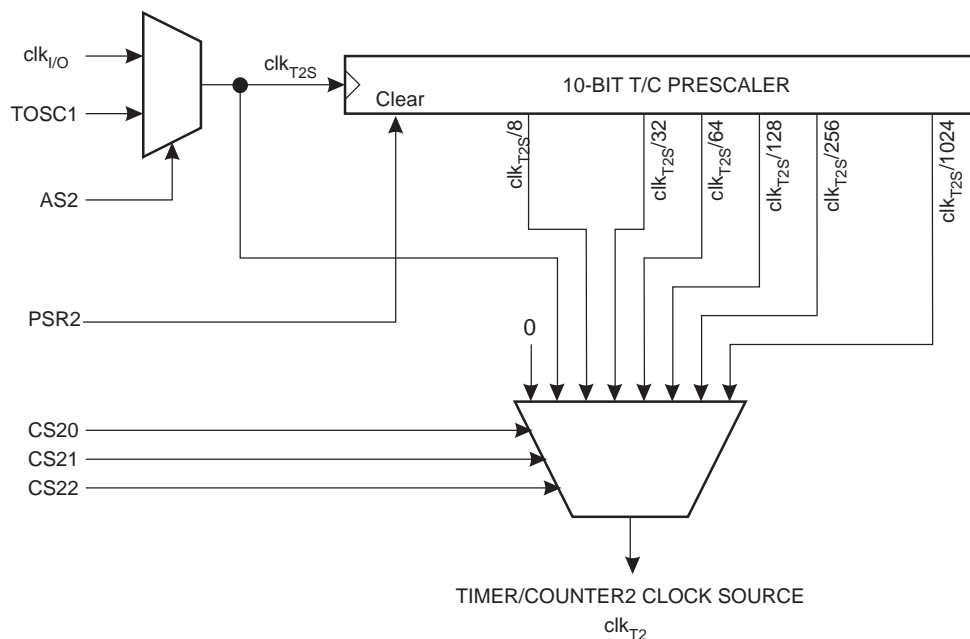 clkI/O
clkT2S
10-BIT T/C PRESCALER
TOSC1
Clear
clkT2S/8
clkT2S/32
clkT2S/64
clkT2S/128
clkT2S/256
clkT2S/1024
AS2
PSR2
0
CS20
CS21
CS22
TIMER/COUNTER2 CLOCK SOURCE
clkT2